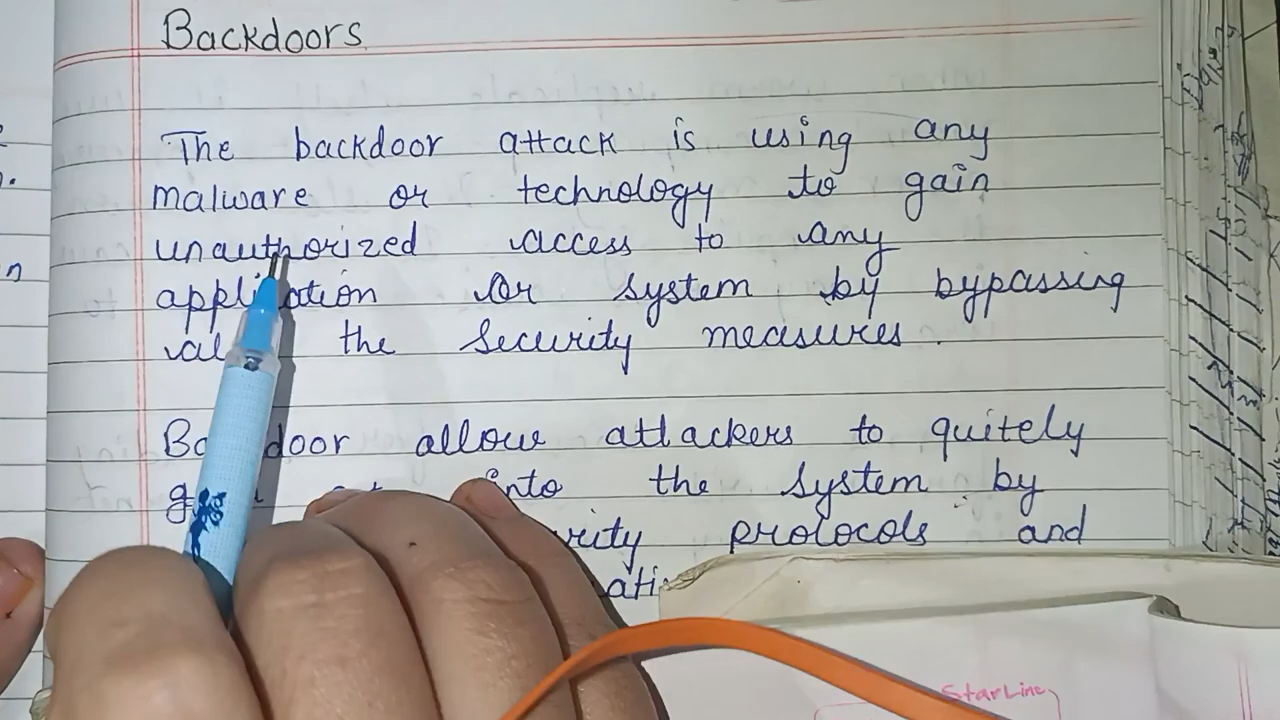 Backdoors
The backdoor attack is using any
malware or technology to gain
unauthorized access to any
application or system by bypassing
the security measures.
allow attackers to quitely
into the system by
protocols and
StarLine